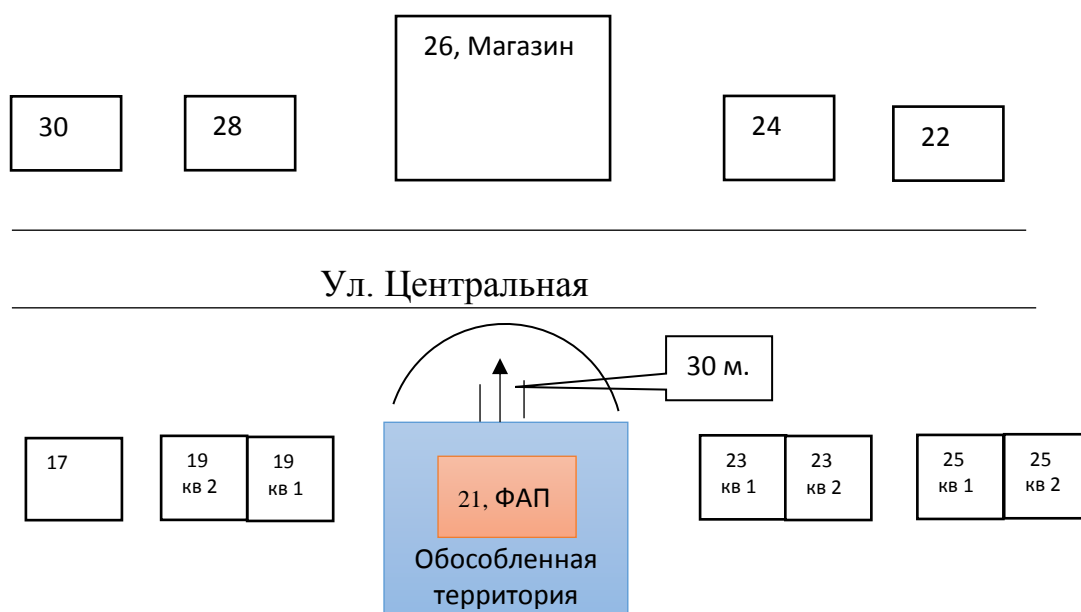 26, Магазин
30
28
24
22
Ул. Центральная
30 м.
17
19
кв 2
19
кв 1
21, ФАП
23
кв 1
23
кв 2
25
кв 1
25
кв 2
Обособленная
территория